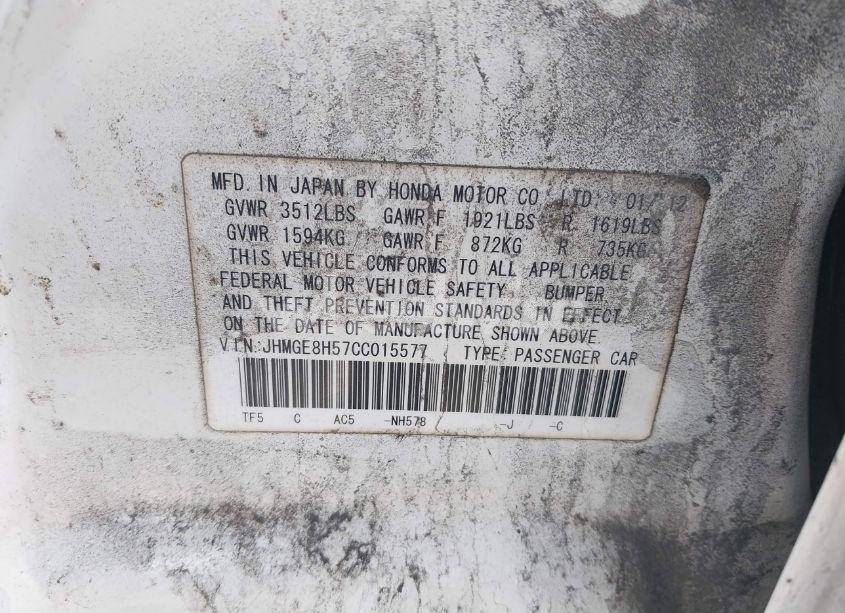 MFD. IN JAPAN BY HONDA MOTOR CO., LTD. 01/12
GVWR 3512LBS GAWR F 1921LBS R 1619LBS
GVWR 1594KG GAWR F 872KG R 735KG
THIS VEHICLE CONFORMS TO ALL APPLICABLE
FEDERAL MOTOR VEHICLE SAFETY, BUMPER
AND THEFT PREVENTION STANDARDS IN EFFECT
ON THE DATE OF MANUFACTURE SHOWN ABOVE.
VIN:JHMGE8H57CC015577 TYPE:PASSENGER CAR
TF5 C AC5 -NH578 -J -C